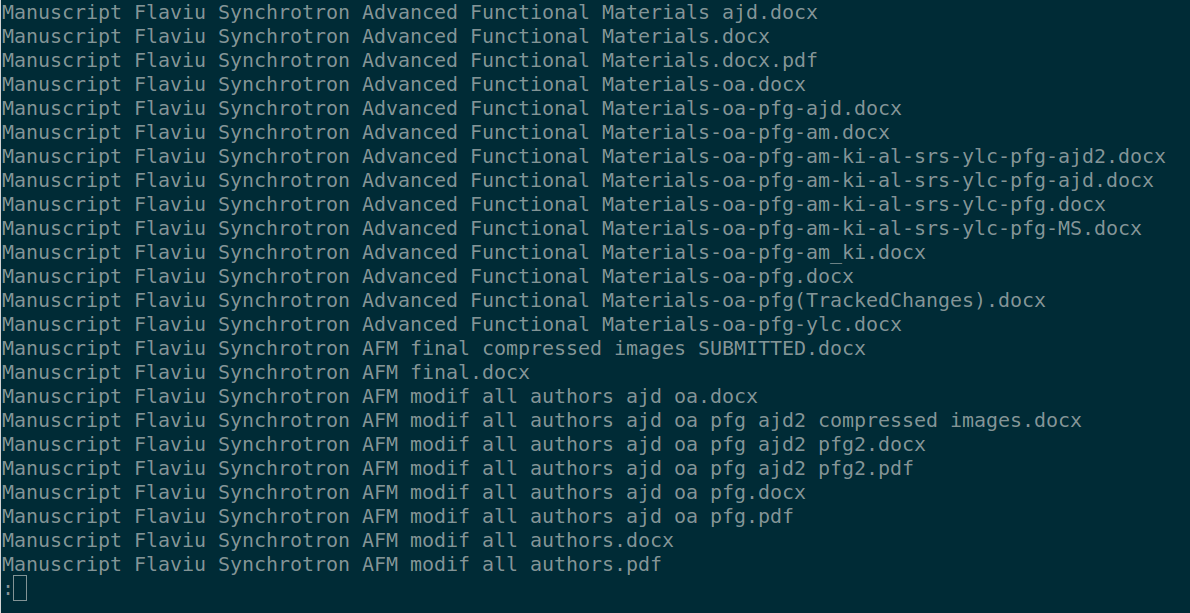 Manuscript Flaviu Synchrotron Advanced Functional Materials ajd.docx
Manuscript Flaviu Synchrotron Advanced Functional Materials.docx
Manuscript Flaviu Synchrotron Advanced Functional Materials.docx.pdf
Manuscript Flaviu Synchrotron Advanced Functional Materials-oa.docx
Manuscript Flaviu Synchrotron Advanced Functional Materials-oa-pfg-ajd.docx
Manuscript Flaviu Synchrotron Advanced Functional Materials-oa-pfg-am.docx
Manuscript Flaviu Synchrotron Advanced Functional Materials-oa-pfg-am-ki-al-srs-ylc-pfg-ajd2.docx
Manuscript Flaviu Synchrotron Advanced Functional Materials-oa-pfg-am-ki-al-srs-ylc-pfg-ajd.docx
Manuscript Flaviu Synchrotron Advanced Functional Materials-oa-pfg-am-ki-al-srs-ylc-pfg.docx
Manuscript Flaviu Synchrotron Advanced Functional Materials-oa-pfg-am-ki-al-srs-ylc-pfg-MS.docx
Manuscript Flaviu Synchrotron Advanced Functional Materials-oa-pfg-am_ki.docx
Manuscript Flaviu Synchrotron Advanced Functional Materials-oa-pfg.docx
Manuscript Flaviu Synchrotron Advanced Functional Materials-oa-pfg(TrackedChanges).docx
Manuscript Flaviu Synchrotron Advanced Functional Materials-oa-pfg-ylc.docx
Manuscript Flaviu Synchrotron AFM final compressed images SUBMITTED.docx
Manuscript Flaviu Synchrotron AFM final.docx
Manuscript Flaviu Synchrotron AFM modif all authors ajd oa.docx
Manuscript Flaviu Synchrotron AFM modif all authors ajd oa pfg ajd2 compressed images.docx
Manuscript Flaviu Synchrotron AFM modif all authors ajd oa pfg ajd2 pfg2.docx
Manuscript Flaviu Synchrotron AFM modif all authors ajd oa pfg ajd2 pfg2.pdf
Manuscript Flaviu Synchrotron AFM modif all authors ajd oa pfg.docx
Manuscript Flaviu Synchrotron AFM modif all authors ajd oa pfg.pdf
Manuscript Flaviu Synchrotron AFM modif all authors.docx
Manuscript Flaviu Synchrotron AFM modif all authors.pdf
: